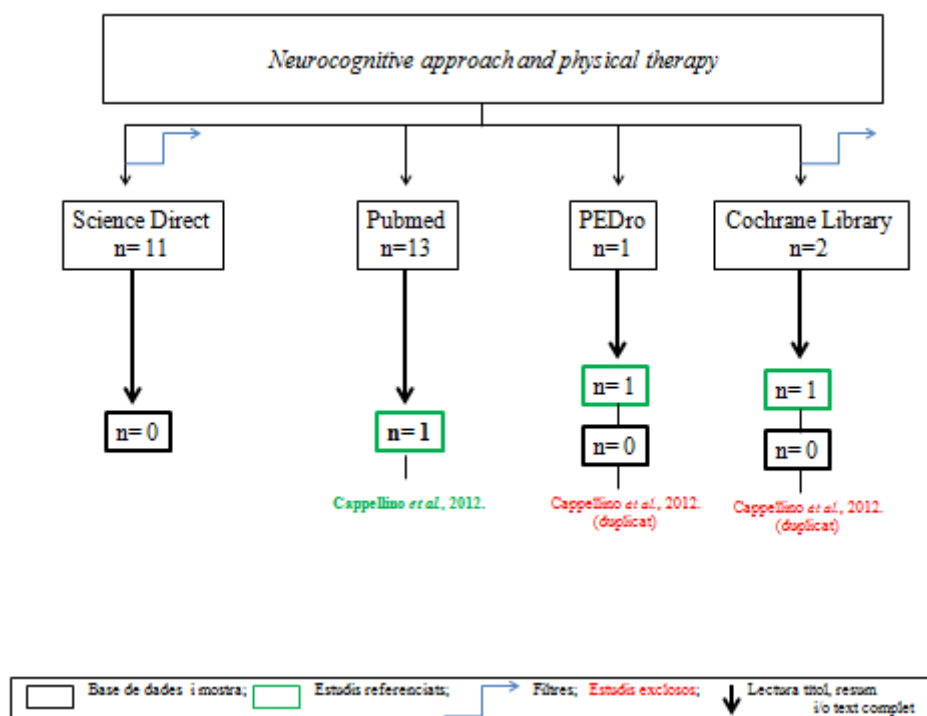 Neurocognitive approach and physical therapy
Science Direct
n= 11
Pubmed
n=13
PEDro
n=1
Cochrane Library
n=2
n= 0
n= 1
n= 1
n= 0
n= 1
n= 0
Cappellino et al., 2012.
Cappellino et al., 2012.
(duplicat)
Cappellino et al., 2012.
(duplicat)
Base de dades i mostra;
Estudis referenciats;
Filtres;
Estudis exclosos;
Lectura títol, resum
i/o text complet